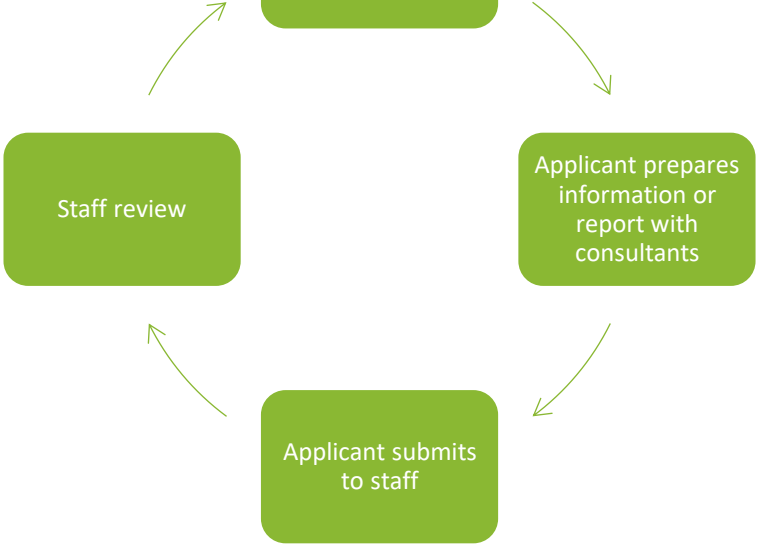 Applicant prepares
information or
report with
consultants
Staff review
Applicant submits
to staff